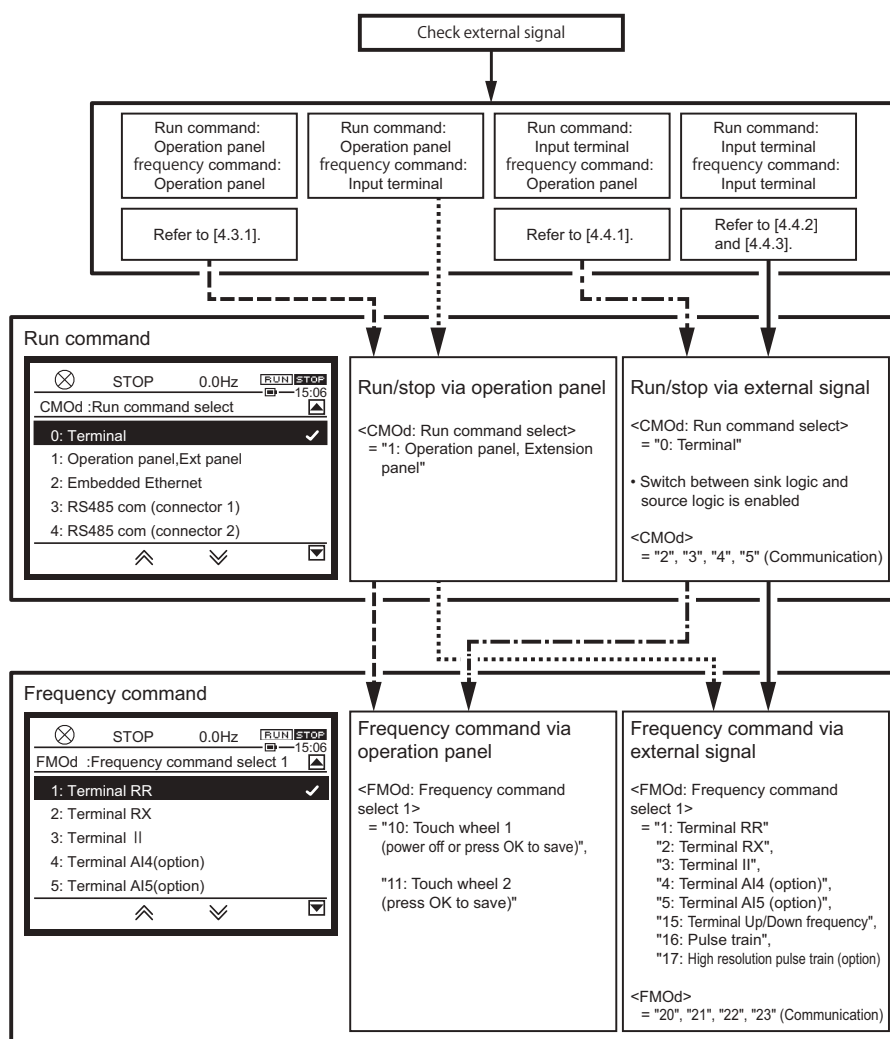 Check external signal
Run command:
Operation panel
frequency command:
Operation panel
Run command:
Operation panel
frequency command:
Input terminal
Run command:
Input terminal
frequency command:
Operation panel
Run command:
Input terminal
frequency command:
Input terminal
Refer to [4.3.1].
Refer to [4.4.1].
Refer to [4.4.2]
and [4.4.3].
Run command
STOP 0.0Hz RUN STOP
15:06
CMOd :Run command select
0: Terminal
1: Operation panel,Ext panel
2: Embedded Ethernet
3: RS485 com (connector 1)
4: RS485 com (connector 2)
Run/stop via operation panel
<CMOd: Run command select>
= "1: Operation panel, Extension
panel"
Run/stop via external signal
<CMOd: Run command select>
= "0: Terminal"
• Switch between sink logic and
source logic is enabled
<CMOd>
= "2", "3", "4", "5" (Communication)
Frequency command
STOP 0.0Hz RUN STOP
15:06
FMOd :Frequency command select 1
1: Terminal RR
2: Terminal RX
3: Terminal II
4: Terminal AI4(option)
5: Terminal AI5(option)
Frequency command via
operation panel
<FMOd: Frequency command
select 1>
= "10: Touch wheel 1
(power off or press OK to save)",
"11: Touch wheel 2
(press OK to save)"
Frequency command via
external signal
<FMOd: Frequency command
select 1>
= "1: Terminal RR"
"2: Terminal RX",
"3: Terminal II",
"4: Terminal AI4 (option)",
"5: Terminal AI5 (option)",
"15: Terminal Up/Down frequency",
"16: Pulse train",
"17: High resolution pulse train (option)
<FMOd>
= "20", "21", "22", "23" (Communication)